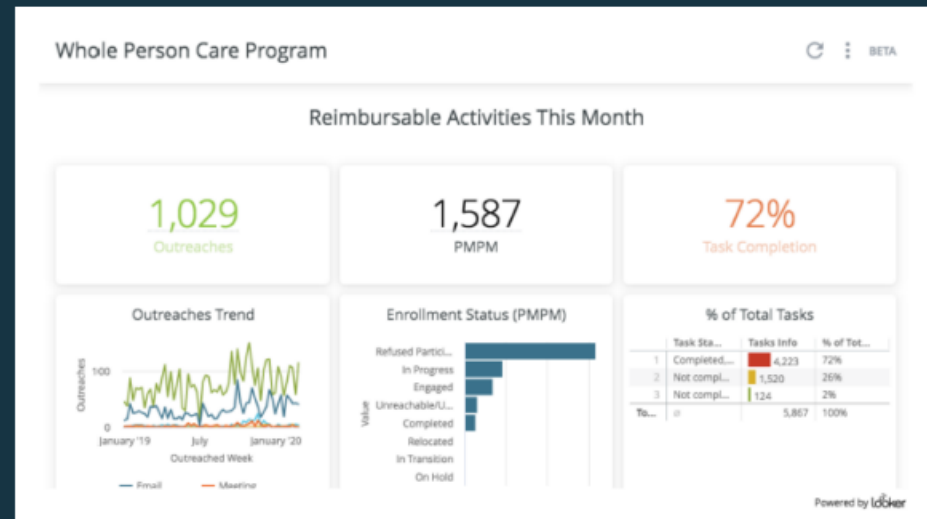 Whole Person Care Program
BETA
Reimbursable Activities This Month
1,029
Outreaches
1,587
PMPM
72%
Task Completion
Outreaches Trend
Outreaches
100
0
January '19 July January '20
Outreached Week
Email Meeting
Enrollment Status (PMPM)
Value
Refused Partici...
In Progress
Engaged
Unreachable/U...
Completed
Relocated
In Transition
On Hold
% of Total Tasks
Task Sta... Tasks Info % of Tot...
1 Completed,... 4,223 72%
2 Not compl... 1,520 26%
3 Not compl... 124 2%
To... ∅ 5,867 100%
Powered by looker